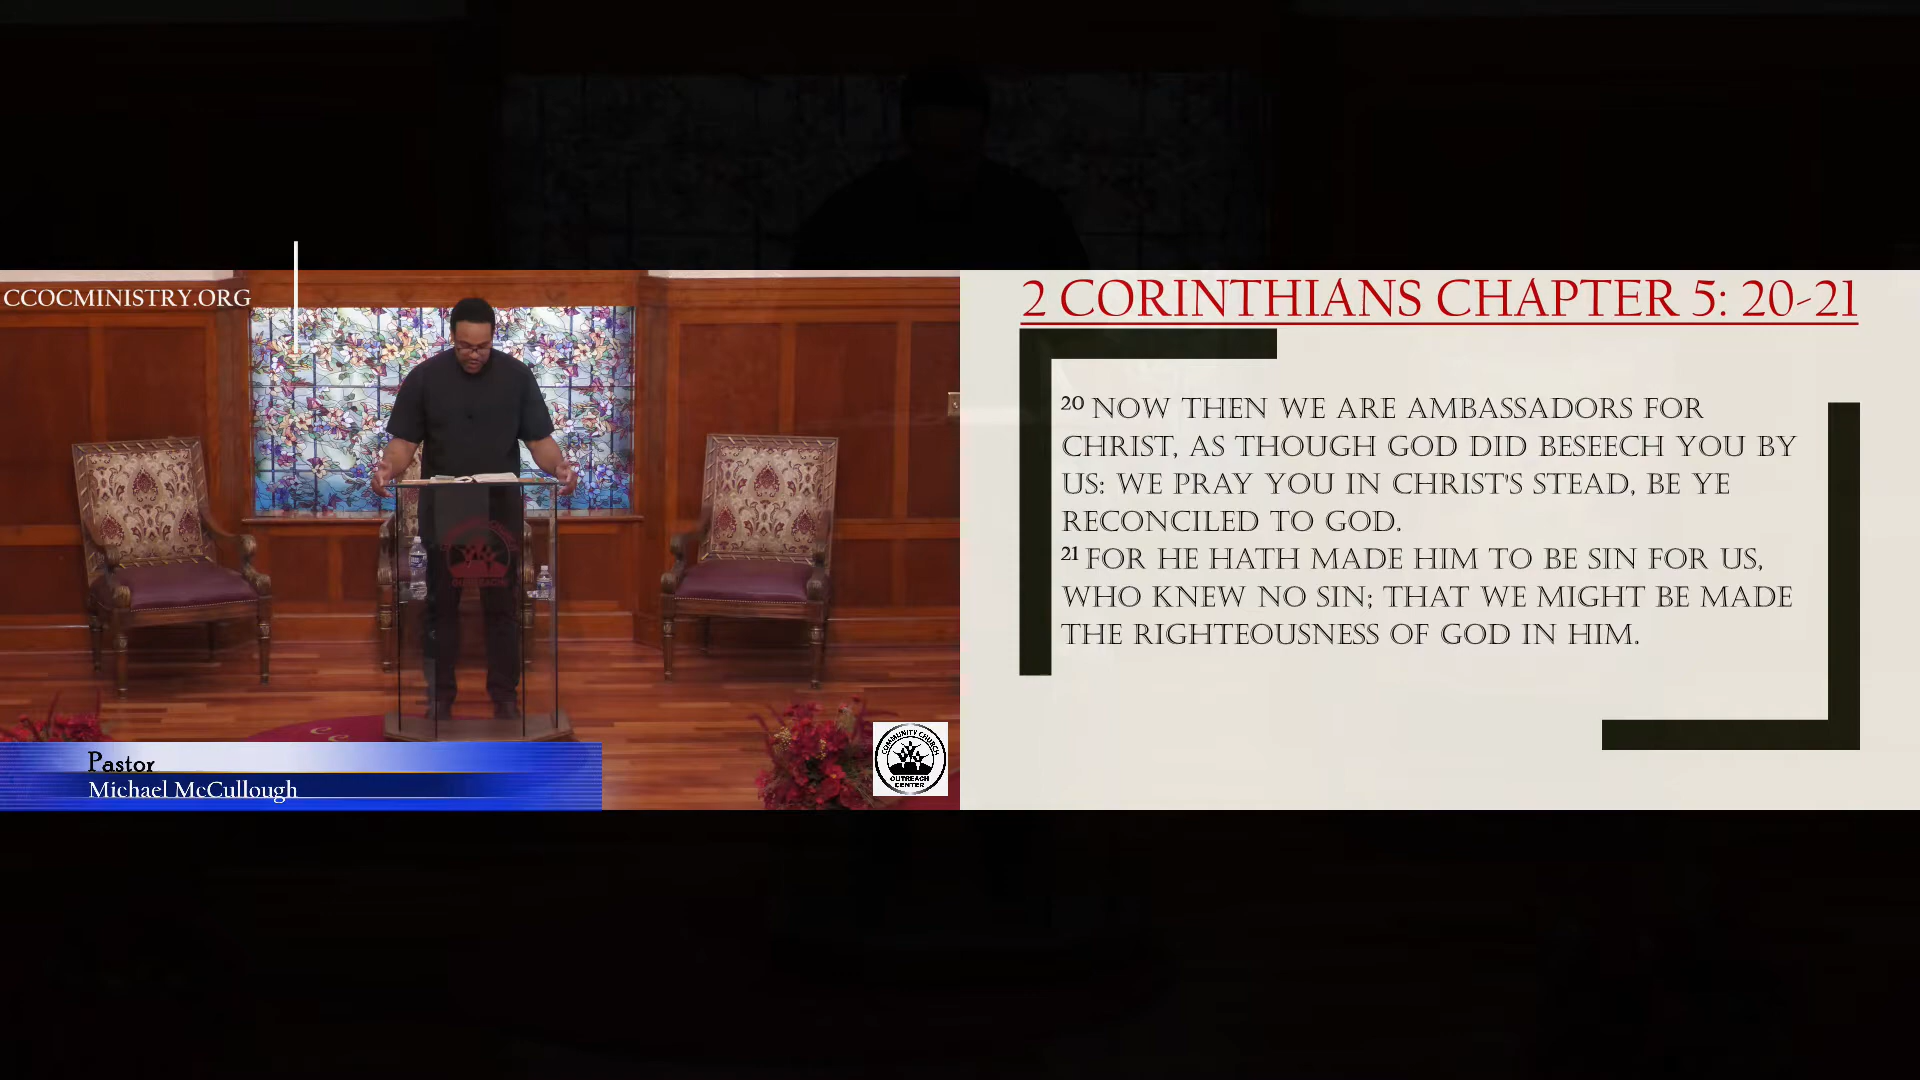 CCOCMINISTRY.ORG
2 CORINTHIANS CHAPTER 5: 20-21
20 NOW THEN WE ARE AMBASSADORS FOR
CHRIST, AS THOUGH GOD DID BESEECH YOU BY
US: WE PRAY YOU IN CHRIST'S STEAD, BE YE
RECONCILED TO GOD.
21 FOR HE HATH MADE HIM TO BE SIN FOR US,
WHO KNEW NO SIN; THAT WE MIGHT BE MADE
THE RIGHTEOUSNESS OF GOD IN HIM.
Pastor
Michael McCullough
COMMUNITY CHURCH
OUTREACH
CENTER